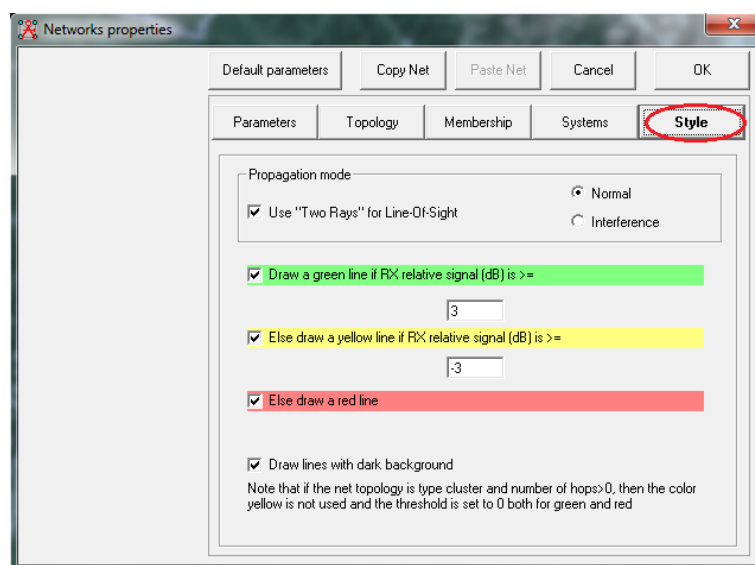 Networks properties
Default parameters
Copy Net
Paste Net
Cancel
OK
Parameters
Topology
Membership
Systems
Style
Propagation mode
Use "Two Rays" for Line-Of-Sight
Normal
Interference
Draw a green line if RX relative signal (dB) is >=
3
Else draw a yellow line if RX relative signal (dB) is >=
-3
Else draw a red line
Draw lines with dark background
Note that if the net topology is type cluster and number of hops>0, then the color
yellow is not used and the threshold is set to 0 both for green and red